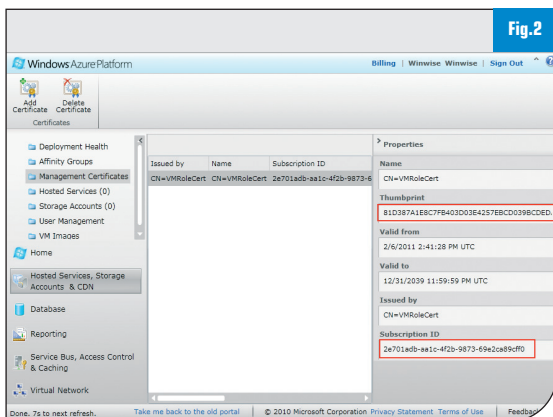 Fig.2
Windows Azure Platform
Billing | Winwise Winwise | Sign Out
Add Certificate
Delete Certificate
Certificates
Deployment Health
Affinity Groups
Management Certificates
Hosted Services (0)
Storage Accounts (0)
User Management
VM Images
Home
Hosted Services, Storage
Accounts & CDN
Database
Reporting
Service Bus, Access Control
& Caching
Virtual Network
Issued by Name Subscription ID
CN=VMRoleCert CN=VMRoleCert 2e701adb-aa1c-4f2b-9873-6
Properties
Name
CN=VMRoleCert
Thumbprint
81D387A1E8C7FB403D03E4257EBCD039BCDED
Valid from
2/6/2011 2:41:28 PM UTC
Valid to
12/31/2039 11:59:59 PM UTC
Issued by
CN=VMRoleCert
Subscription ID
2e701adb-aa1c-4f2b-9873-69e2ca89cff0
Done. 7s to next refresh. Take me back to the old portal © 2010 Microsoft Corporation Privacy Statement Terms of Use Feedbac